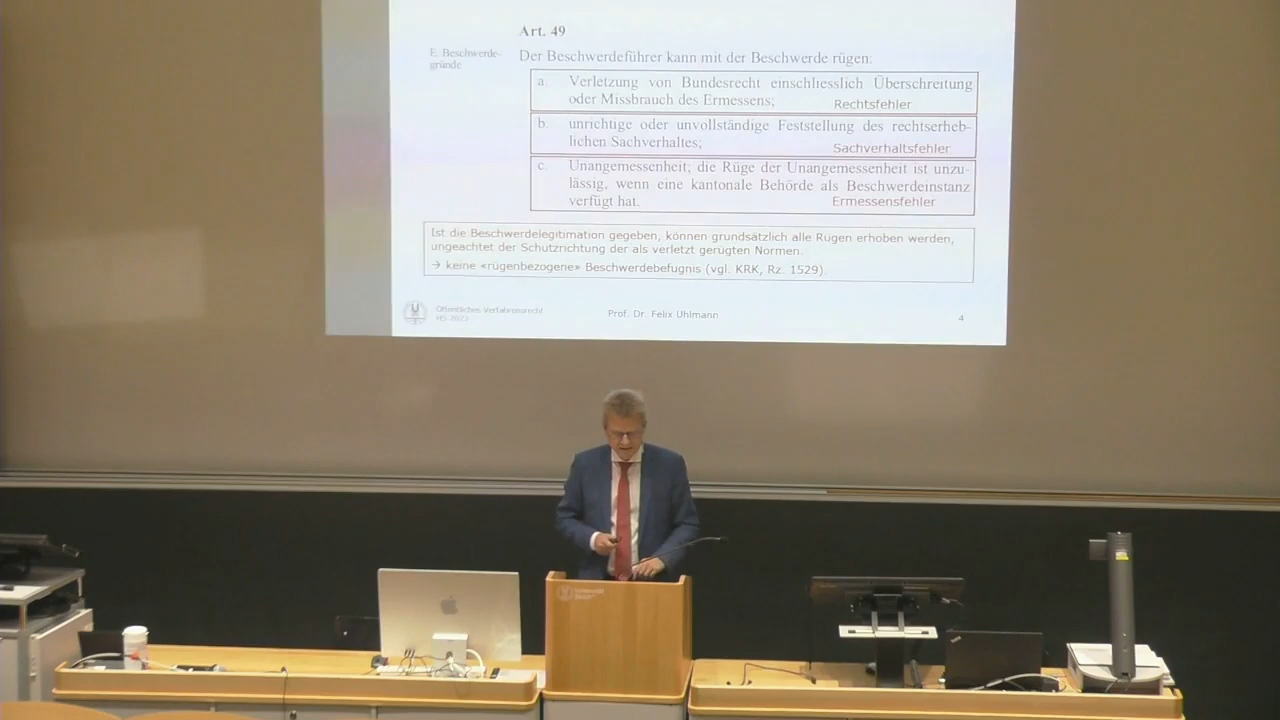 Art. 49
E. Beschwerde-
gründe
Der Beschwerdeführer kann mit der Beschwerde rügen:
a. Verletzung von Bundesrecht einschliesslich Überschreitung
oder Missbrauch des Ermessens;
Rechtsfehler
b. unrichtige oder unvollständige Feststellung des rechtserheb-
lichen Sachverhaltes;
Sachverhaltsfehler
c. Unangemessenheit; die Rüge der Unangemessenheit ist unzu-
lässig, wenn eine kantonale Behörde als Beschwerdeinstanz
verfügt hat.
Ermessensfehler
Ist die Beschwerdelegitimation gegeben, können grundsätzlich alle Rügen erhoben werden,
ungeachtet der Schutzrichtung der als verletzt gerügten Normen.
→ keine «rügenbezogene» Beschwerdebefugnis (vgl. KRK, Rz. 1529).
Öffentliches Verfahrensrecht
HS 2023
Prof. Dr. Felix Uhlmann
4